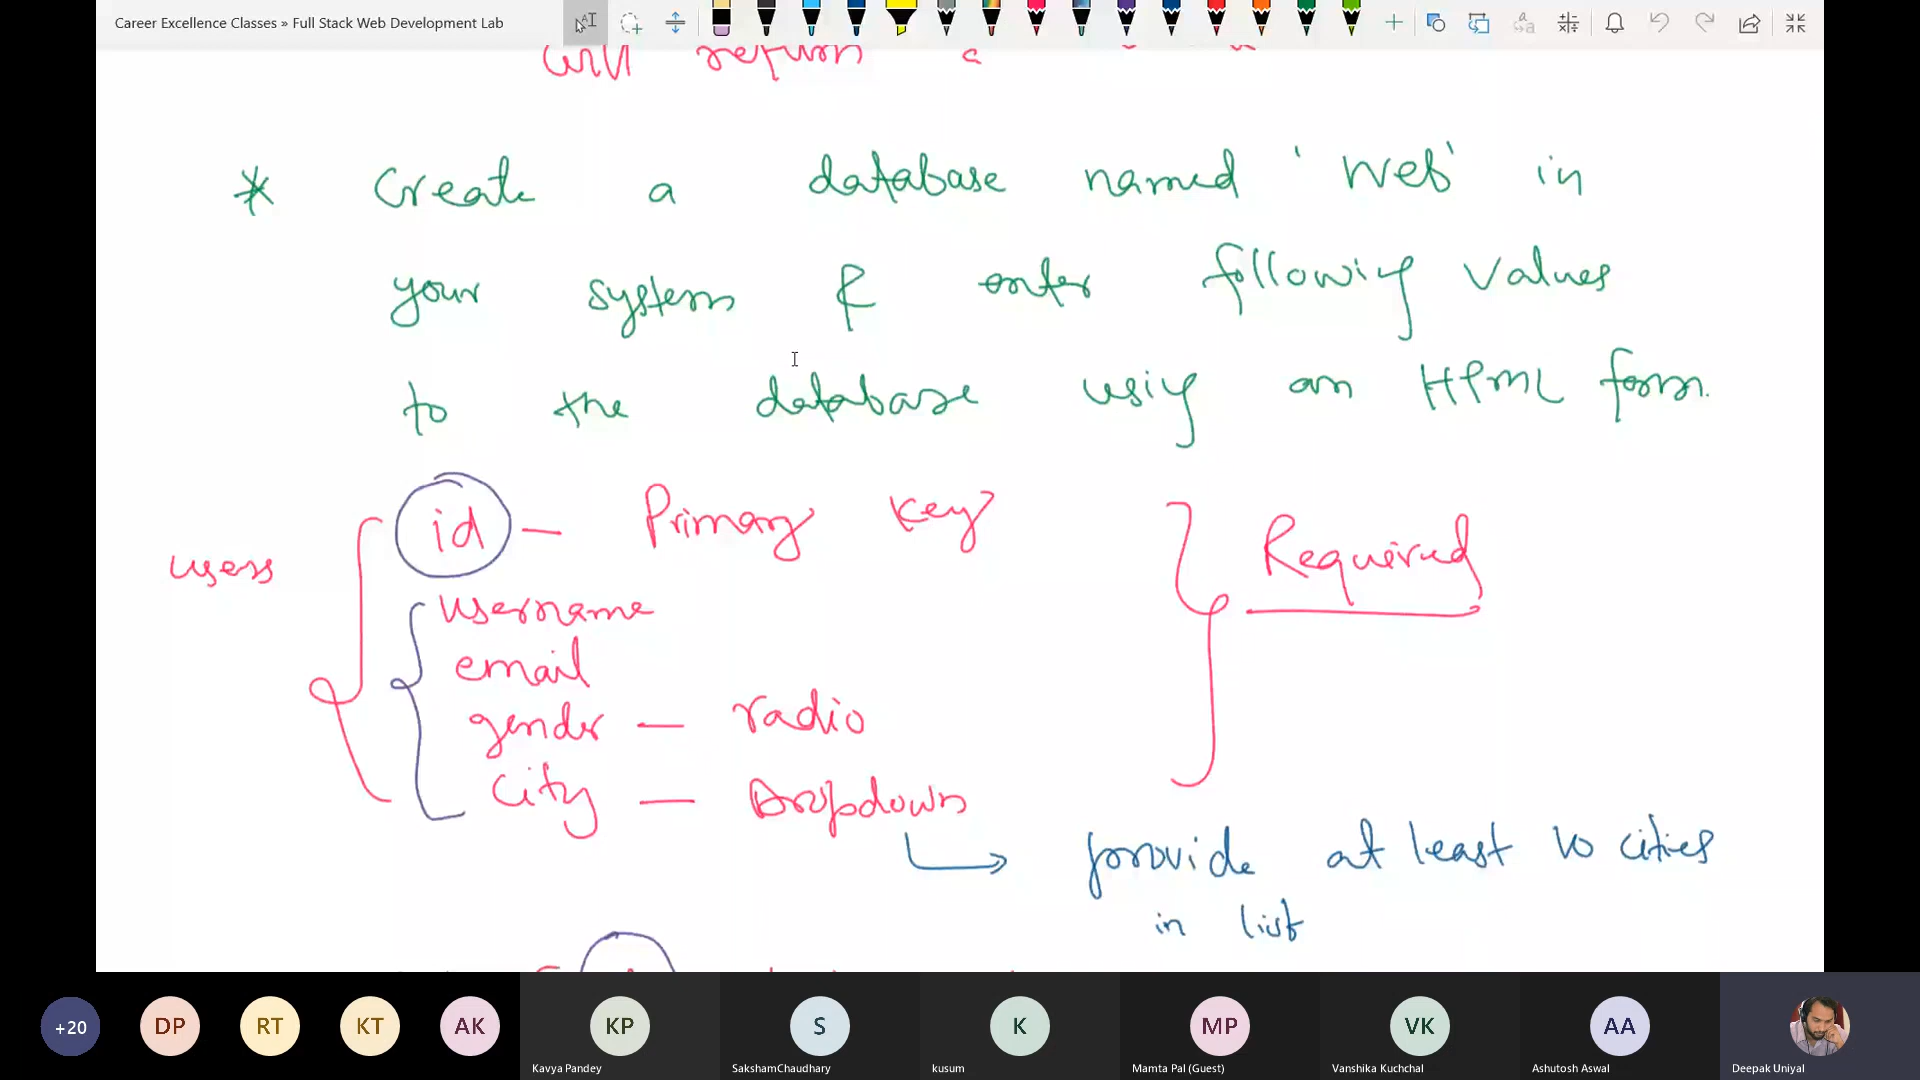 Career Excellence Classes » Full Stack Web Development Lab
will return a
* Create a database named 'Web' in
your system & enter following values
to the database using an HTML form.
id — Primary Key
Required
users
username
email
gender — radio
City — Dropdown
provide at least 10 cities
in list
+20 DP RT KT AK KP S K MP VK AA
Kavya Pandey SakshamChaudhary kusum Mamta Pal (Guest) Vanshika Kuchchal Ashutosh Aswal Deepak Uniyal